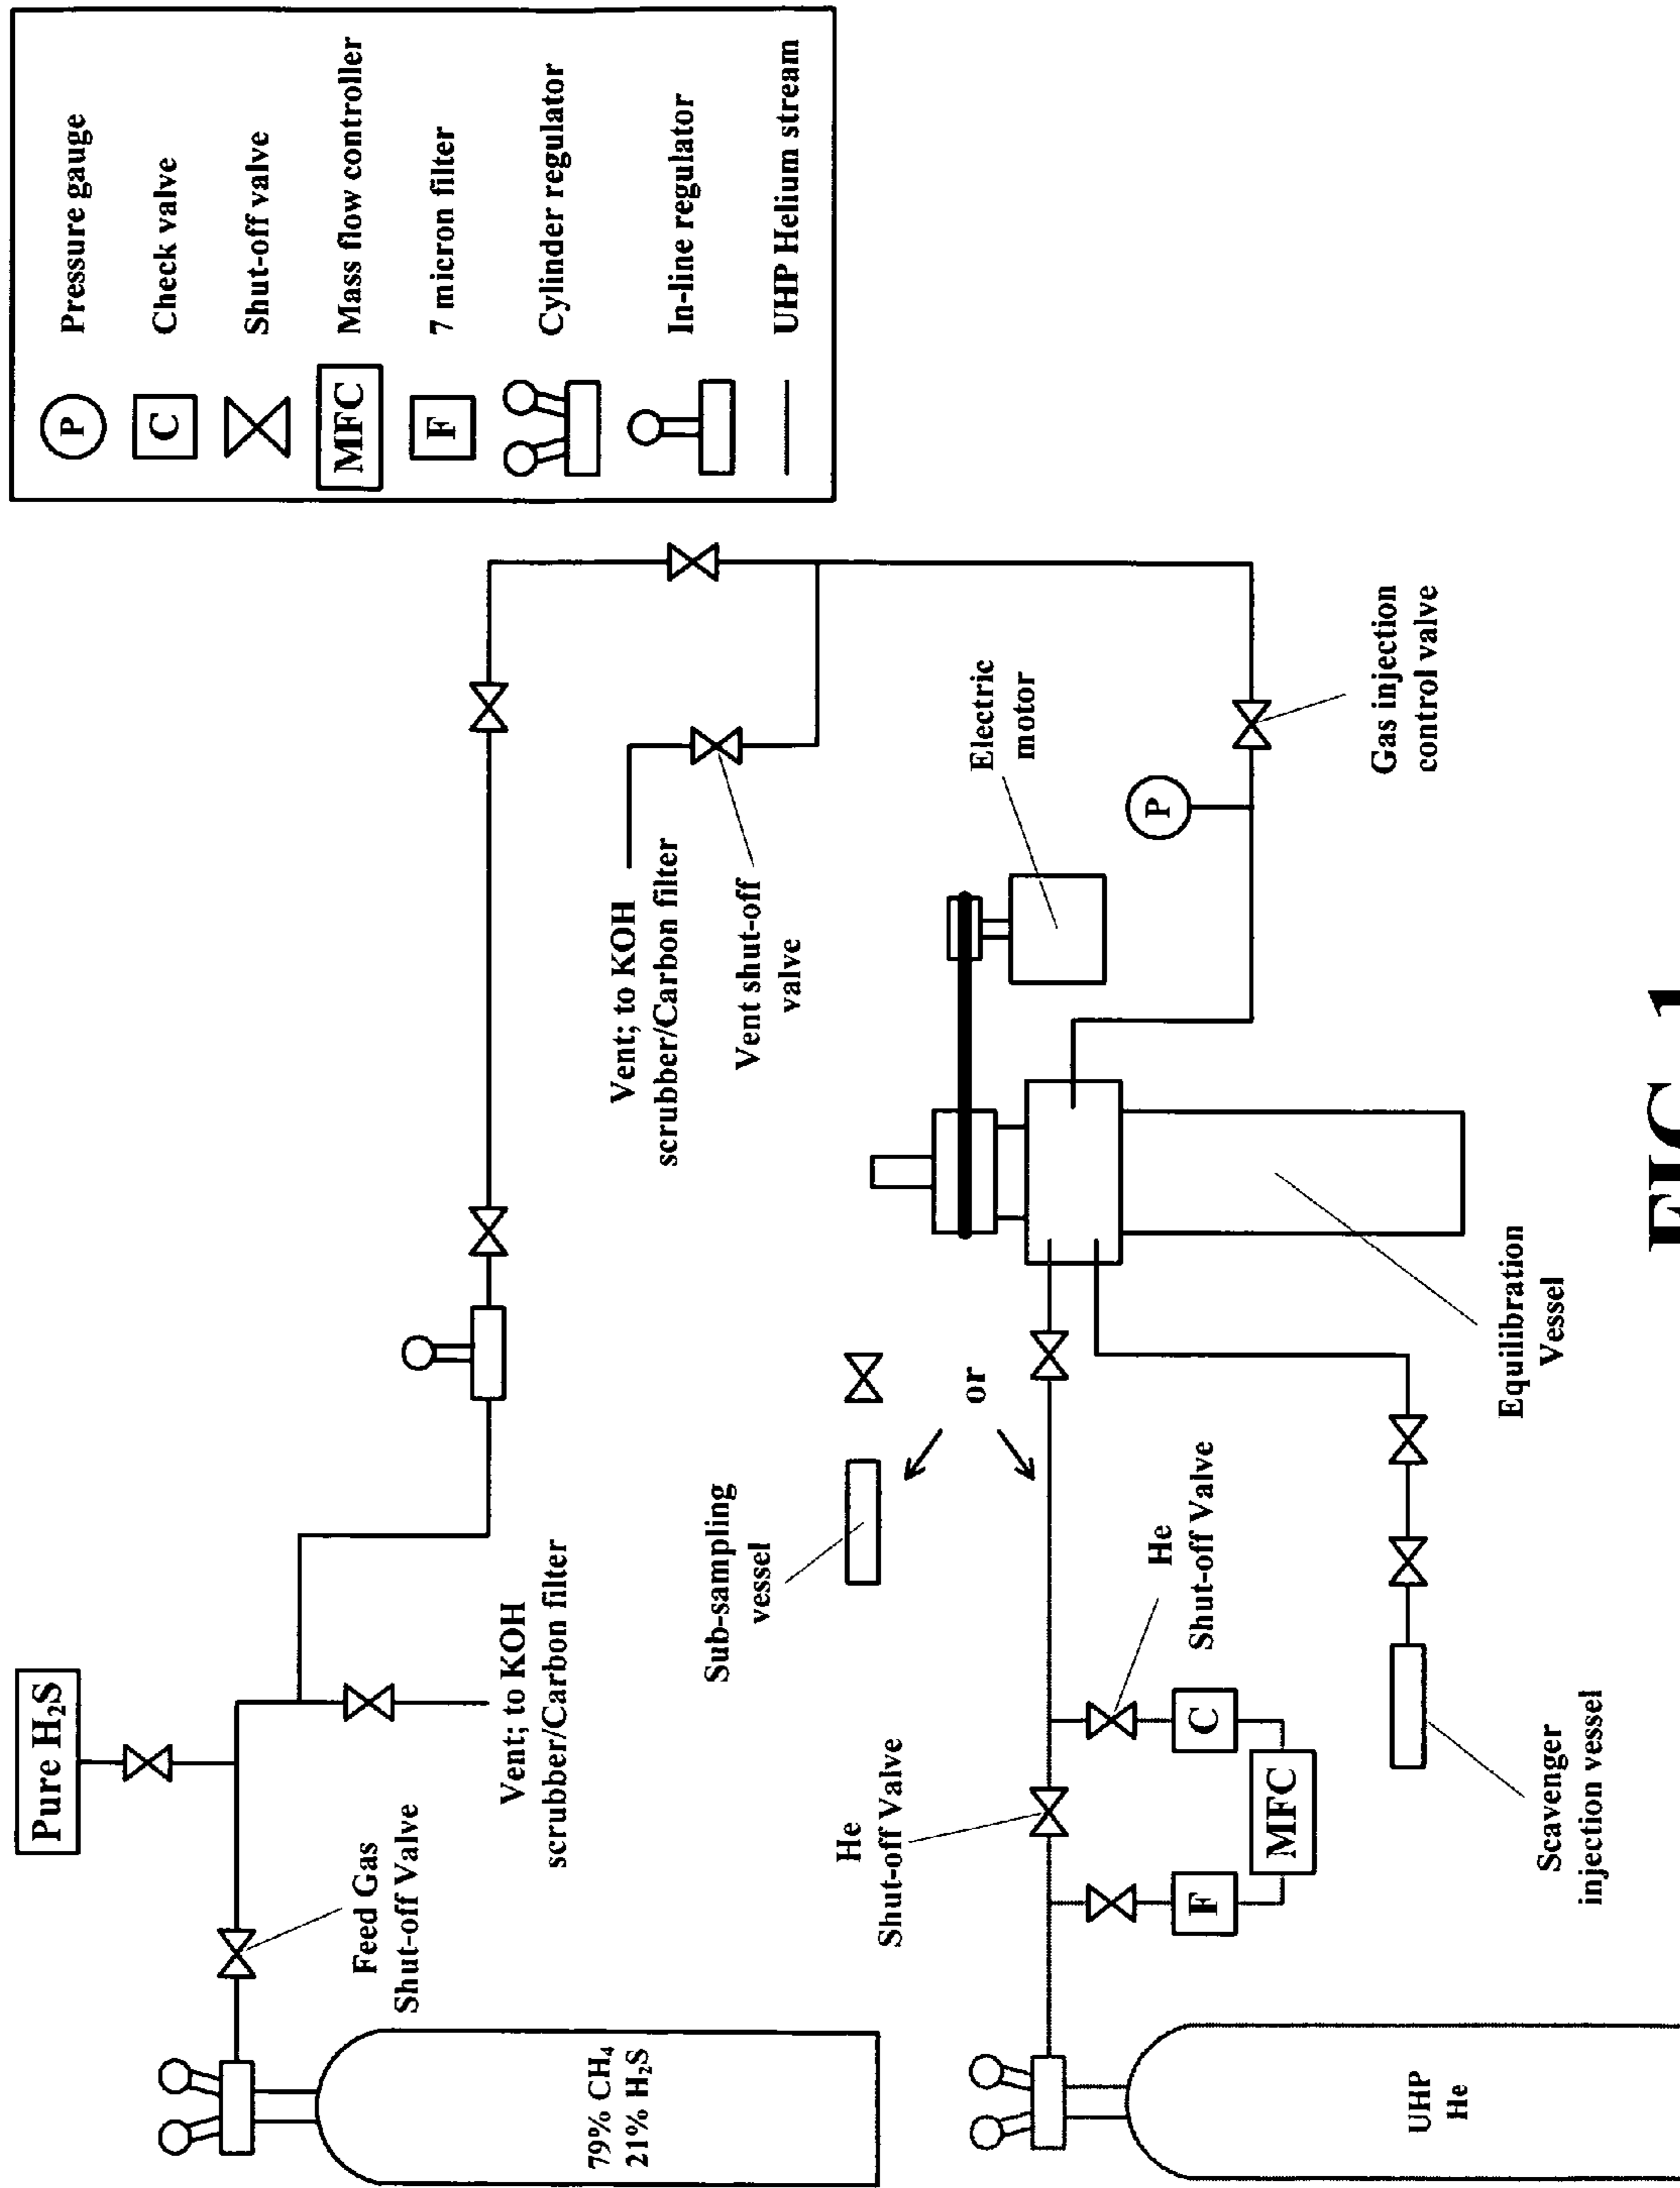 Pure H₂S
Feed Gas
Shut-off Valve
79% CH₄
21% H₂S
Vent; to KOH
scrubber/Carbon filter
Vent; to KOH
scrubber/Carbon filter
Vent shut-off
valve
P
Pressure gauge
C
Check valve
Shut-off valve
MFC
Mass flow controller
F
7 micron filter
Cylinder regulator
In-line regulator
UHP Helium stream
Sub-sampling
vessel
or
Electric
motor
P
Gas injection
control valve
He
Shut-off Valve
He
Shut-off Valve
F
MFC
C
UHP
He
Scavenger
injection vessel
Equilibration
Vessel
FIG. 1